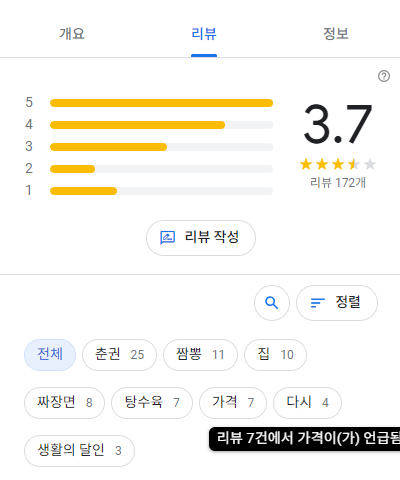 개요 리뷰 정보
5
4
3
2
1
3.7
리뷰 172개
리뷰 작성
정렬
전체 춘권 25 짬뽕 11 집 10
짜장면 8 탕수육 7 가격 7 다시 4
리뷰 7건에서 가격이(가) 언급됨
생활의 달인 3